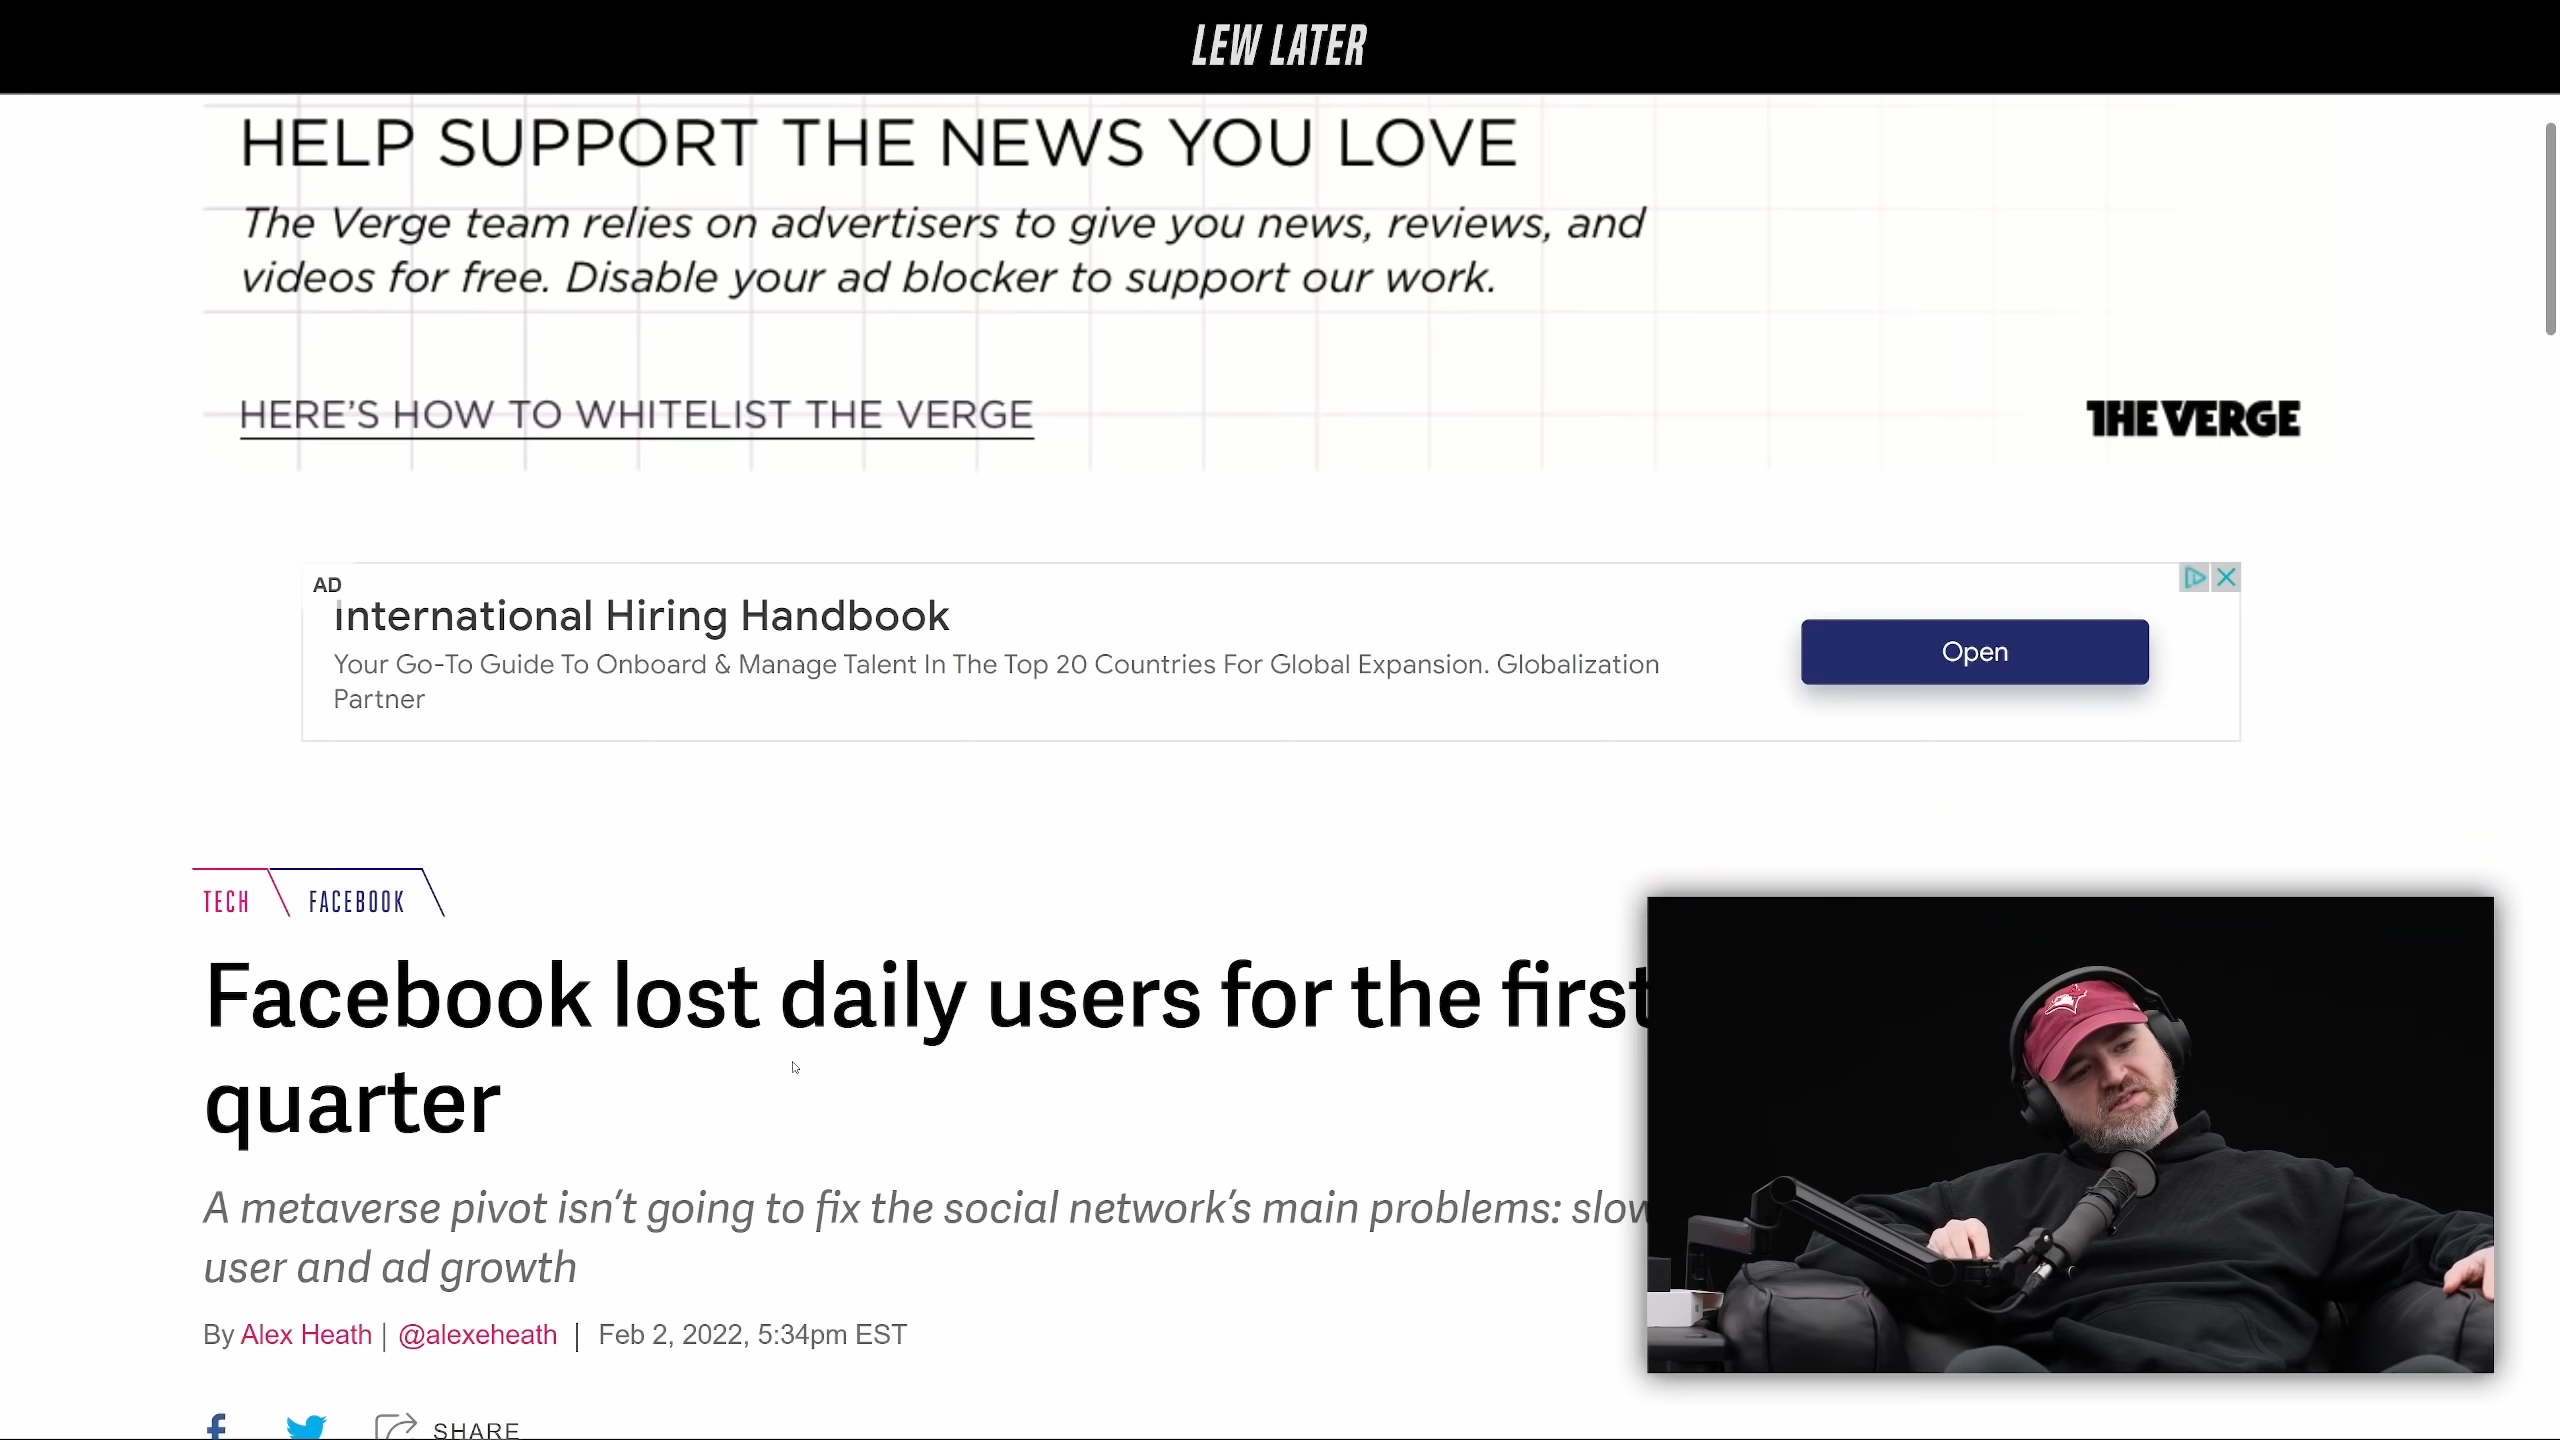 LEW LATER
HELP SUPPORT THE NEWS YOU LOVE
The Verge team relies on advertisers to give you news, reviews, and
videos for free. Disable your ad blocker to support our work.
HERE'S HOW TO WHITELIST THE VERGE
THE VERGE
AD
International Hiring Handbook
Your Go-To Guide To Onboard & Manage Talent In The Top 20 Countries For Global Expansion. Globalization
Partner
Open
TECH FACEBOOK
Facebook lost daily users for the first
quarter
A metaverse pivot isn't going to fix the social network's main problems: slow
user and ad growth
By Alex Heath | @alexeheath | Feb 2, 2022, 5:34pm EST
SHARE